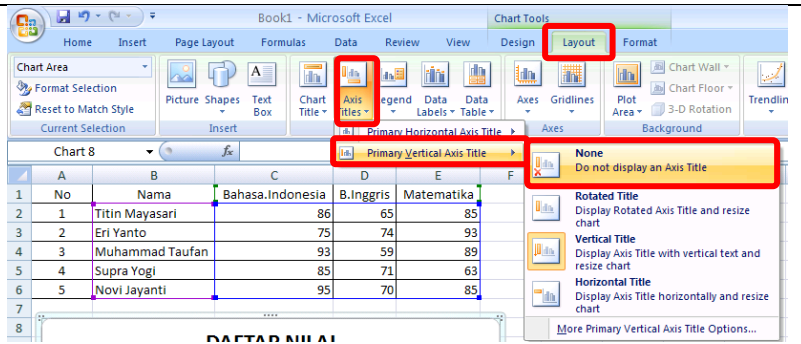 Book1 - Microsoft Excel
Chart Tools
Home Insert Page Layout Formulas Data Review View Design Layout Format
Chart Area
Format Selection
Reset to Match Style
Current Selection
Picture Shapes Text Box
Insert
Chart Title Axis Titles Legend Data Labels Data Table
Axes Gridlines
Axes
Plot Area
Chart Wall
Chart Floor
3-D Rotation
Background
Trendlin
Primary Horizontal Axis Title
Primary Vertical Axis Title
None
Do not display an Axis Title
Rotated Title
Display Rotated Axis Title and resize
chart
Vertical Title
Display Axis Title with vertical text and
resize chart
Horizontal Title
Display Axis Title horizontally and resize
chart
More Primary Vertical Axis Title Options...
Chart 8 fx
A B C D E F
1 No Nama Bahasa.Indonesia B.Inggris Matematika
2 1 Titin Mayasari 86 65 85
3 2 Eri Yanto 75 74 93
4 3 Muhammad Taufan 93 59 89
5 4 Supra Yogi 85 71 63
6 5 Novi Jayanti 95 70 85
7
8
DAFTAR NILAI